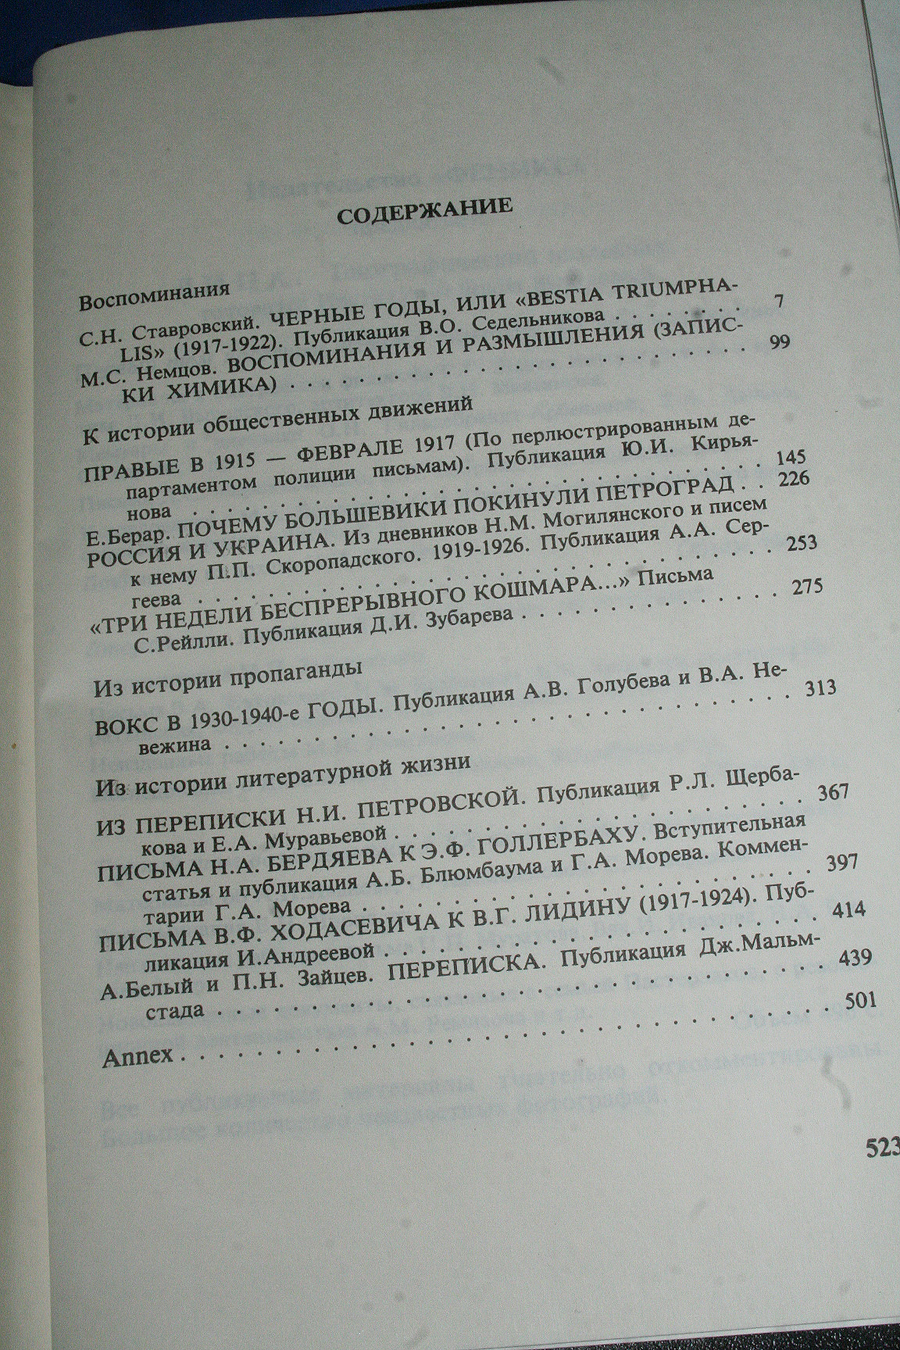 СОДЕРЖАНИЕ
Воспоминания
С.Н. Ставровский. ЧЕРНЫЕ ГОДЫ, ИЛИ «BESTIA TRIUMPHA-
LIS» (1917-1922). Публикация В.О. Седельникова . . . . . . . . 7
М.С. Немцов. ВОСПОМИНАНИЯ И РАЗМЫШЛЕНИЯ (ЗАПИС-
КИ ХИМИКА) . . . . . . . . . . . . . . . . . . . . . . . . . . . . . 99
К истории общественных движений
ПРАВЫЕ В 1915 — ФЕВРАЛЕ 1917 (По перлюстрированным де-
партаментом полиции письмам). Публикация Ю.И. Кирья-
нова . . . . . . . . . . . . . . . . . . . . . . . . . . . . . . . . . . . 145
Е.Берар. ПОЧЕМУ БОЛЬШЕВИКИ ПОКИНУЛИ ПЕТРОГРАД . . 226
РОССИЯ И УКРАИНА. Из дневников Н.М. Могилянского и писем
к нему П.П. Скоропадского. 1919-1926. Публикация А.А. Сер-
геева . . . . . . . . . . . . . . . . . . . . . . . . . . . . . . . . . . . 253
«ТРИ НЕДЕЛИ БЕСПРЕРЫВНОГО КОШМАРА...» Письма
С.Рейлли. Публикация Д.И. Зубарева . . . . . . . . . . . . . . . 275
Из истории пропаганды
ВОКС В 1930-1940-е ГОДЫ. Публикация А.В. Голубева и В.А. Не-
вежина . . . . . . . . . . . . . . . . . . . . . . . . . . . . . . . . . . 313
Из истории литературной жизни
ИЗ ПЕРЕПИСКИ Н.И. ПЕТРОВСКОЙ. Публикация Р.Л. Щерба-
кова и Е.А. Муравьевой . . . . . . . . . . . . . . . . . . . . . . . . 367
ПИСЬМА Н.А. БЕРДЯЕВА К Э.Ф. ГОЛЛЕРБАХУ. Вступительная
статья и публикация А.Б. Блюмбаума и Г.А. Морева. Коммен-
тарии Г.А. Морева . . . . . . . . . . . . . . . . . . . . . . . . . . . 397
ПИСЬМА В.Ф. ХОДАСЕВИЧА К В.Г. ЛИДИНУ (1917-1924). Пуб-
ликация И.Андреевой . . . . . . . . . . . . . . . . . . . . . . . . . 414
А.Белый и П.Н. Зайцев. ПЕРЕПИСКА. Публикация Дж.Мальм-
стада . . . . . . . . . . . . . . . . . . . . . . . . . . . . . . . . . . . 439
Annex . . . . . . . . . . . . . . . . . . . . . . . . . . . . . . . . . . . . 501
523